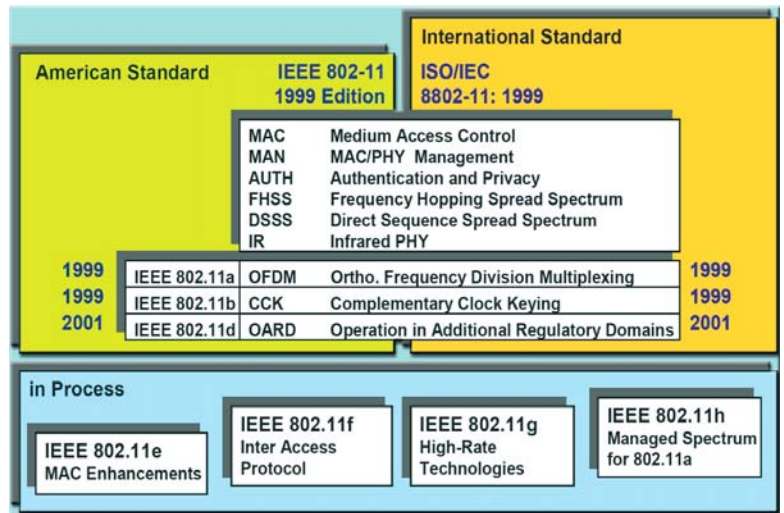 International Standard
American Standard IEEE 802-11
1999 Edition
ISO/IEC
8802-11: 1999
MAC Medium Access Control
MAN MAC/PHY Management
AUTH Authentication and Privacy
FHSS Frequency Hopping Spread Spectrum
DSSS Direct Sequence Spread Spectrum
IR Infrared PHY
1999 IEEE 802.11a OFDM Ortho. Frequency Division Multiplexing 1999
1999 IEEE 802.11b CCK Complementary Clock Keying 1999
2001 IEEE 802.11d OARD Operation in Additional Regulatory Domains 2001
in Process
IEEE 802.11e
MAC Enhancements
IEEE 802.11f
Inter Access
Protocol
IEEE 802.11g
High-Rate
Technologies
IEEE 802.11h
Managed Spectrum
for 802.11a